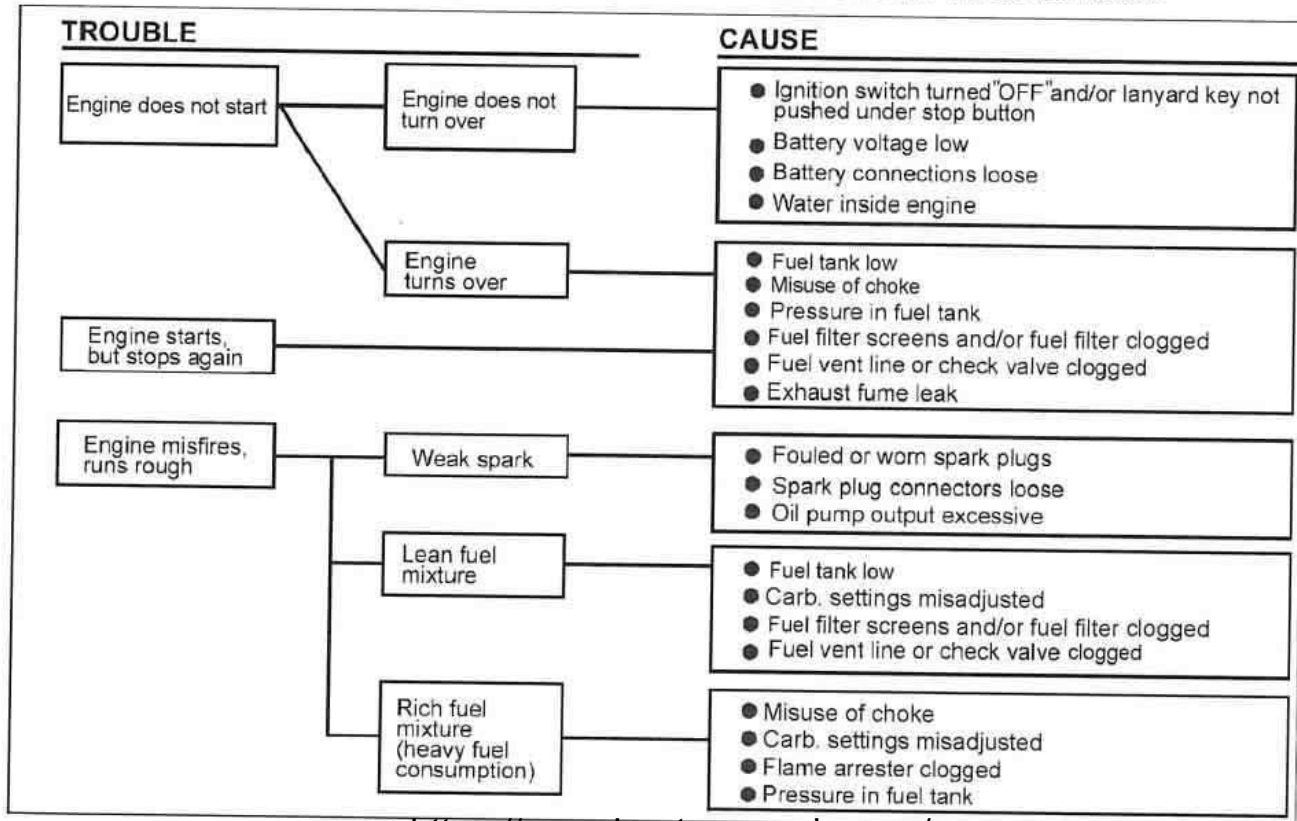 TROUBLE
CAUSE
Engine does not start
Engine does not
turn over
● Ignition switch turned"OFF"and/or lanyard key not
pushed under stop button
● Battery voltage low
● Battery connections loose
● Water inside engine
Engine
turns over
● Fuel tank low
● Misuse of choke
● Pressure in fuel tank
● Fuel filter screens and/or fuel filter clogged
● Fuel vent line or check valve clogged
● Exhaust fume leak
Engine starts,
but stops again
Engine misfires,
runs rough
Weak spark
● Fouled or worn spark plugs
● Spark plug connectors loose
● Oil pump output excessive
Lean fuel
mixture
● Fuel tank low
● Carb. settings misadjusted
● Fuel filter screens and/or fuel filter clogged
● Fuel vent line or check valve clogged
Rich fuel
mixture
(heavy fuel
consumption)
● Misuse of choke
● Carb. settings misadjusted
● Flame arrester clogged
● Pressure in fuel tank